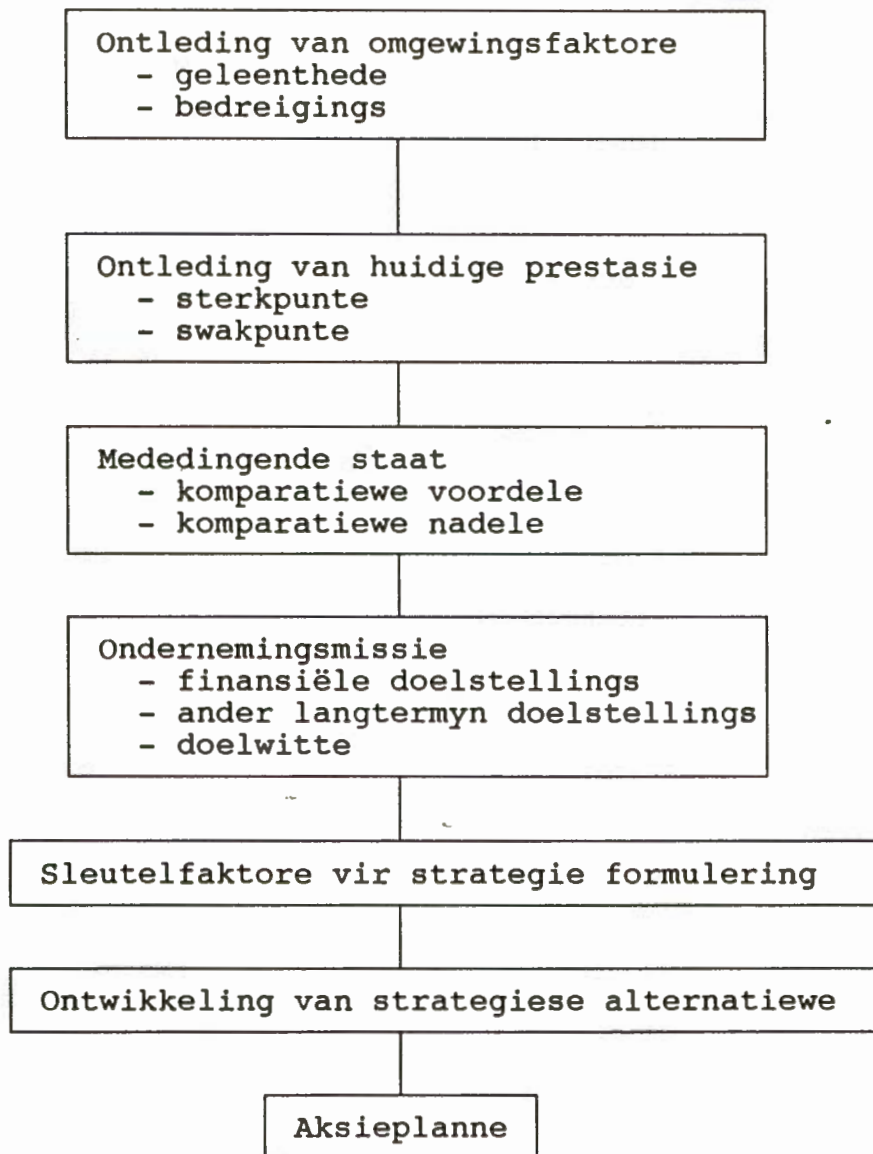 Ontleding van omgewingsfaktore
- geleenthede
- bedreigings
Ontleding van huidige prestasie
- sterkpunte
- swakpunte
Mededingende staat
- komparatiewe voordele
- komparatiewe nadele
Ondernemingsmissie
- finansiële doelstellings
- ander langtermyn doelstellings
- doelwitte
Sleutelfaktore vir strategie formulering
Ontwikkeling van strategiese alternatiewe
Aksieplanne